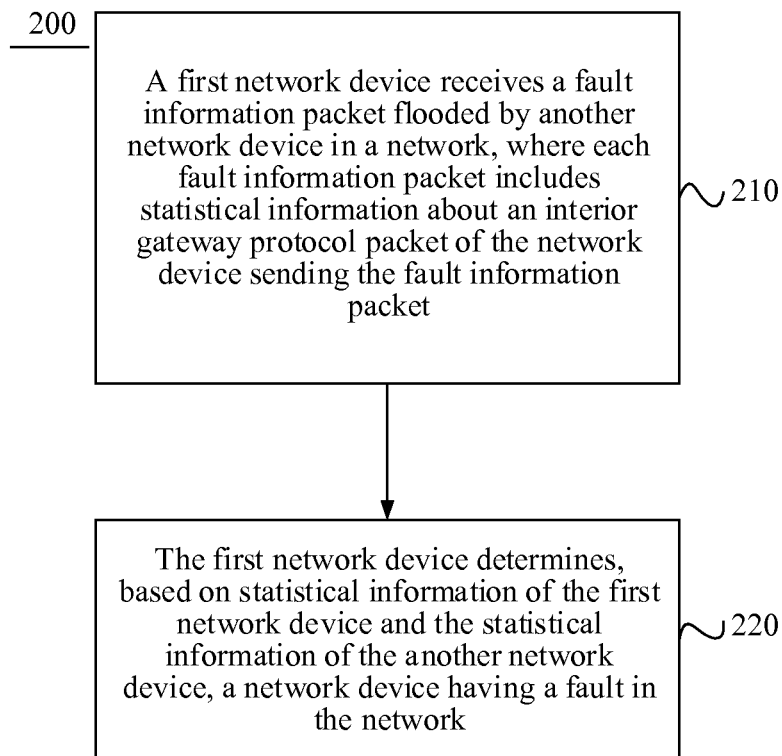 200
A first network device receives a fault
information packet flooded by another
network device in a network, where each
fault information packet includes
statistical information about an interior
gateway protocol packet of the network
device sending the fault information
packet
210
The first network device determines,
based on statistical information of the first
network device and the statistical
information of the another network
device, a network device having a fault in
the network
220